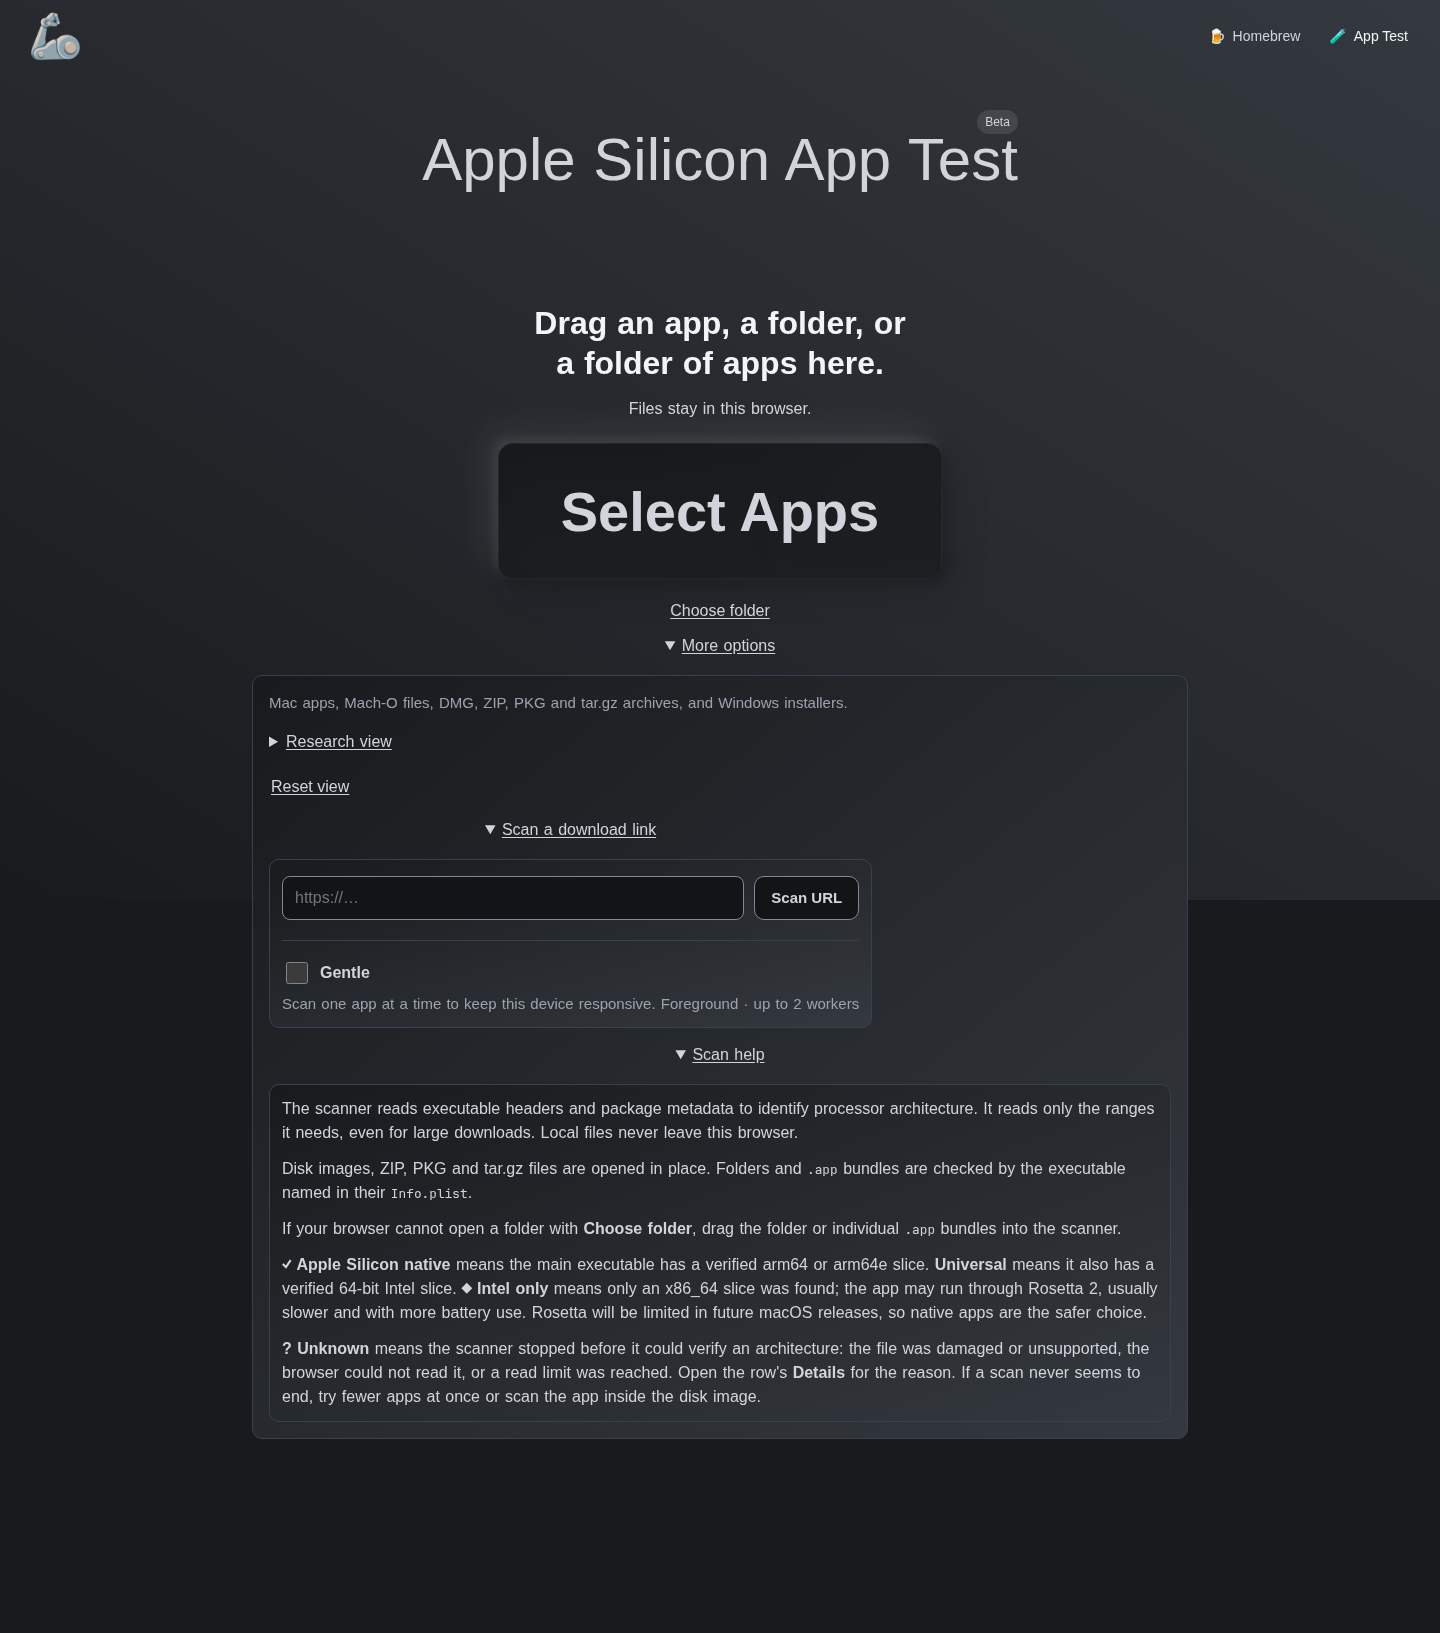 Homebrew
App Test
Beta
Apple Silicon App Test
Drag an app, a folder, or
a folder of apps here.
Files stay in this browser.
Select Apps
Choose folder
▼ More options
Mac apps, Mach-O files, DMG, ZIP, PKG and tar.gz archives, and Windows installers.
▶ Research view
Reset view
▼ Scan a download link
https://…
Scan URL
Gentle
Scan one app at a time to keep this device responsive. Foreground · up to 2 workers
▼ Scan help
The scanner reads executable headers and package metadata to identify processor architecture. It reads only the ranges
it needs, even for large downloads. Local files never leave this browser.
Disk images, ZIP, PKG and tar.gz files are opened in place. Folders and .app bundles are checked by the executable
named in their Info.plist.
If your browser cannot open a folder with Choose folder, drag the folder or individual .app bundles into the scanner.
✓ Apple Silicon native means the main executable has a verified arm64 or arm64e slice. Universal means it also has a
verified 64-bit Intel slice. ◆ Intel only means only an x86_64 slice was found; the app may run through Rosetta 2, usually
slower and with more battery use. Rosetta will be limited in future macOS releases, so native apps are the safer choice.
? Unknown means the scanner stopped before it could verify an architecture: the file was damaged or unsupported, the
browser could not read it, or a read limit was reached. Open the row's Details for the reason. If a scan never seems to
end, try fewer apps at once or scan the app inside the disk image.